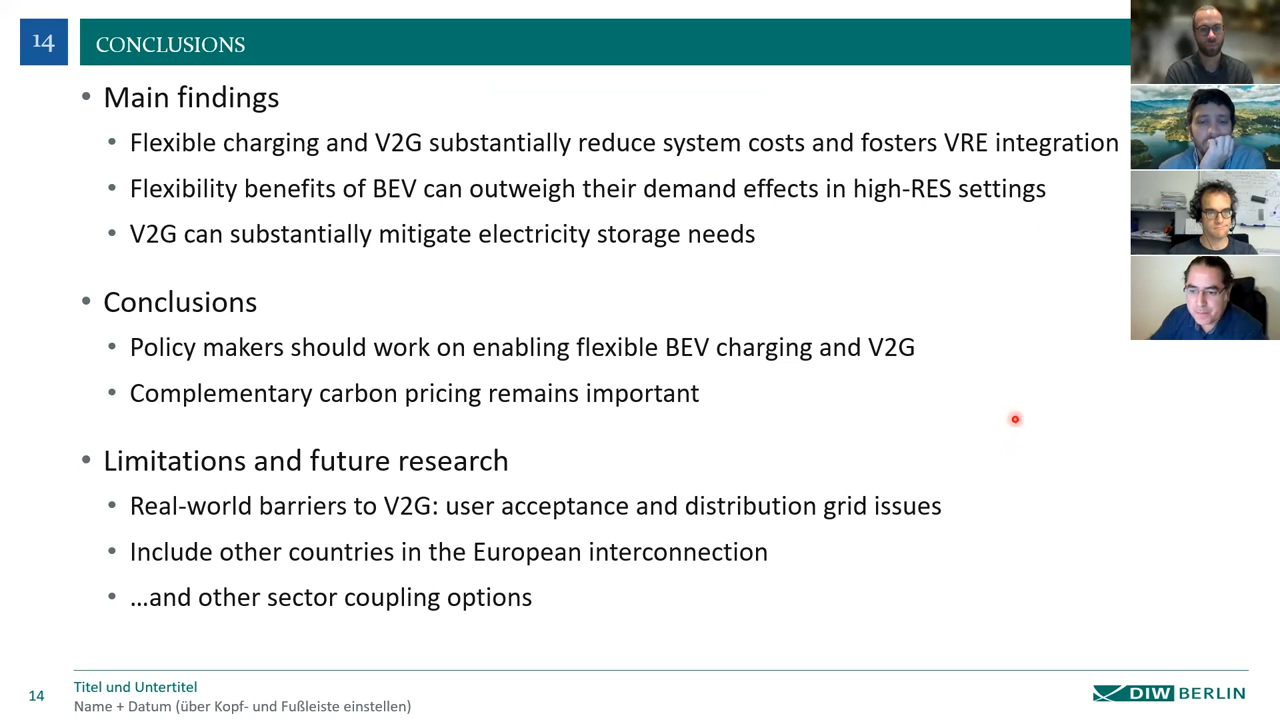 14
CONCLUSIONS
• Main findings
• Flexible charging and V2G substantially reduce system costs and fosters VRE integration
• Flexibility benefits of BEV can outweigh their demand effects in high-RES settings
• V2G can substantially mitigate electricity storage needs
• Conclusions
• Policy makers should work on enabling flexible BEV charging and V2G
• Complementary carbon pricing remains important
• Limitations and future research
• Real-world barriers to V2G: user acceptance and distribution grid issues
• Include other countries in the European interconnection
• …and other sector coupling options
14
Titel und Untertitel
Name + Datum (über Kopf- und Fußleiste einstellen)
DIW BERLIN